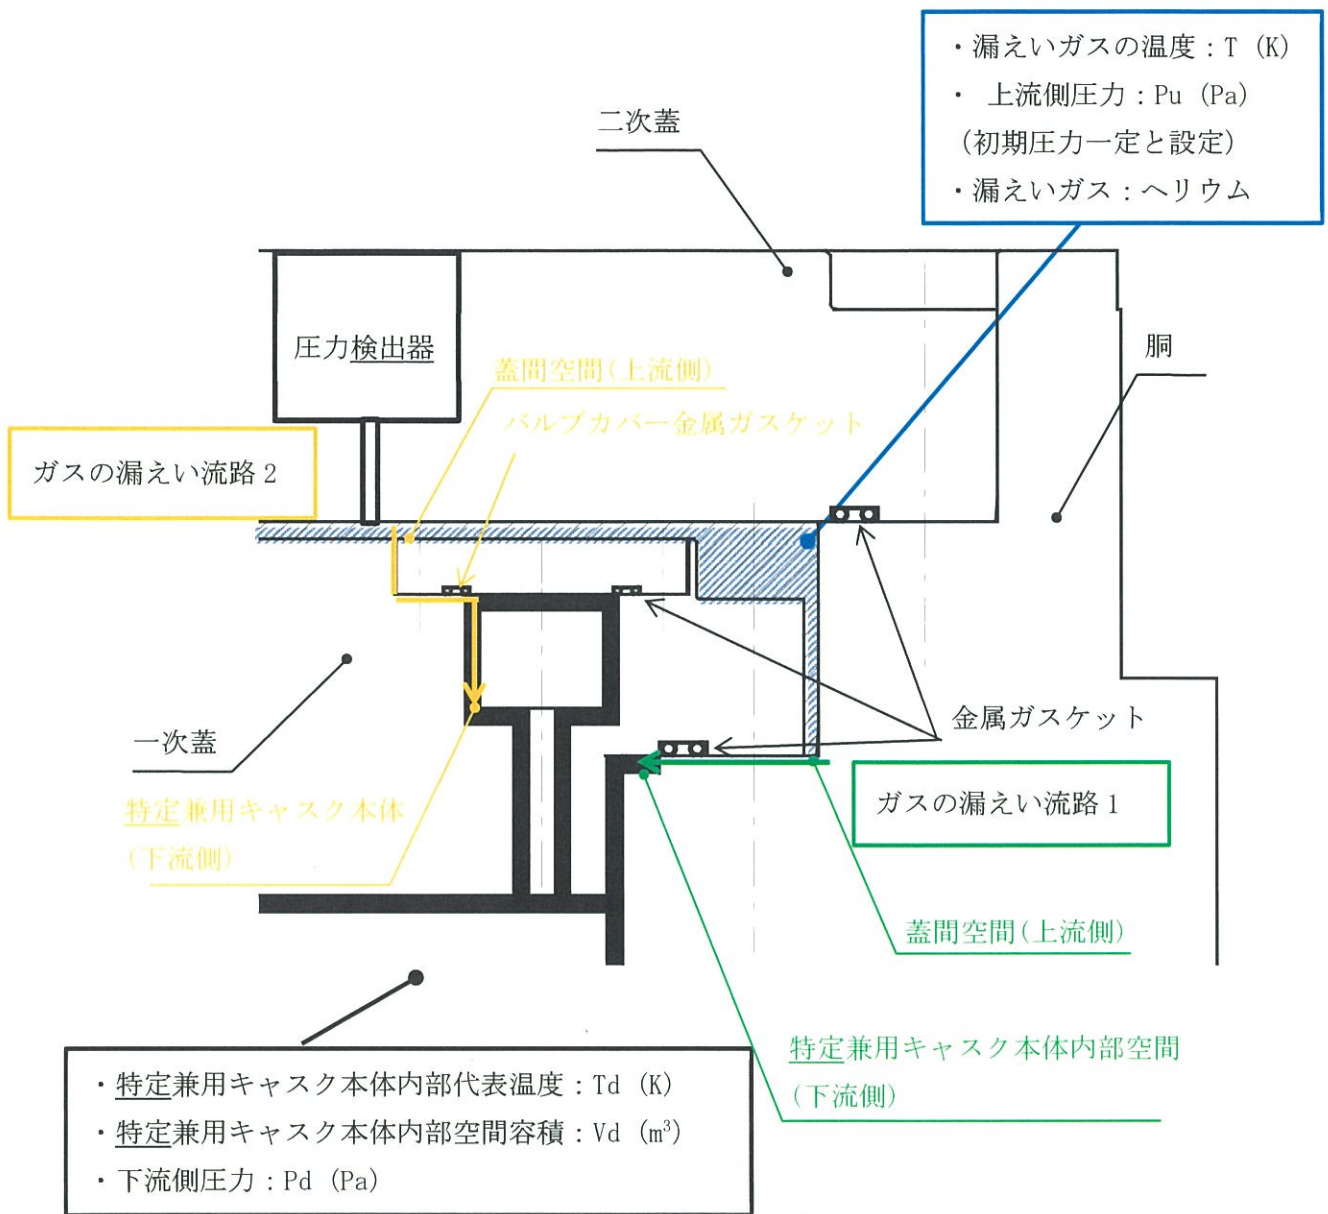 ・漏えいガスの温度：T (K)
・ 上流側圧力：Pu (Pa)
(初期圧力一定と設定)
・漏えいガス：ヘリウム
二次蓋
胴
圧力検出器
蓋間空間(上流側)
バルブカバー金属ガスケット
ガスの漏えい流路 2
金属ガスケット
一次蓋
ガスの漏えい流路 1
特定兼用キャスク本体
(下流側)
蓋間空間(上流側)
特定兼用キャスク本体内部空間
(下流側)
・特定兼用キャスク本体内部代表温度：Td (K)
・特定兼用キャスク本体内部空間容積：Vd (m³)
・下流側圧力：Pd (Pa)